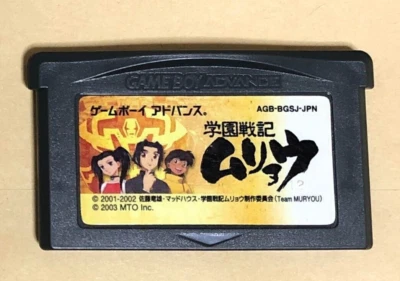 GAME BOY ADVANCE
ゲームボーイ アドバンス®
AGB-BGSJ-JPN
学園戦記
ムリョウ
© 2001-2002 佐藤竜雄・マッドハウス・学園戦記ムリョウ制作委員会(Team MURYOU)
© 2003 MTO Inc.